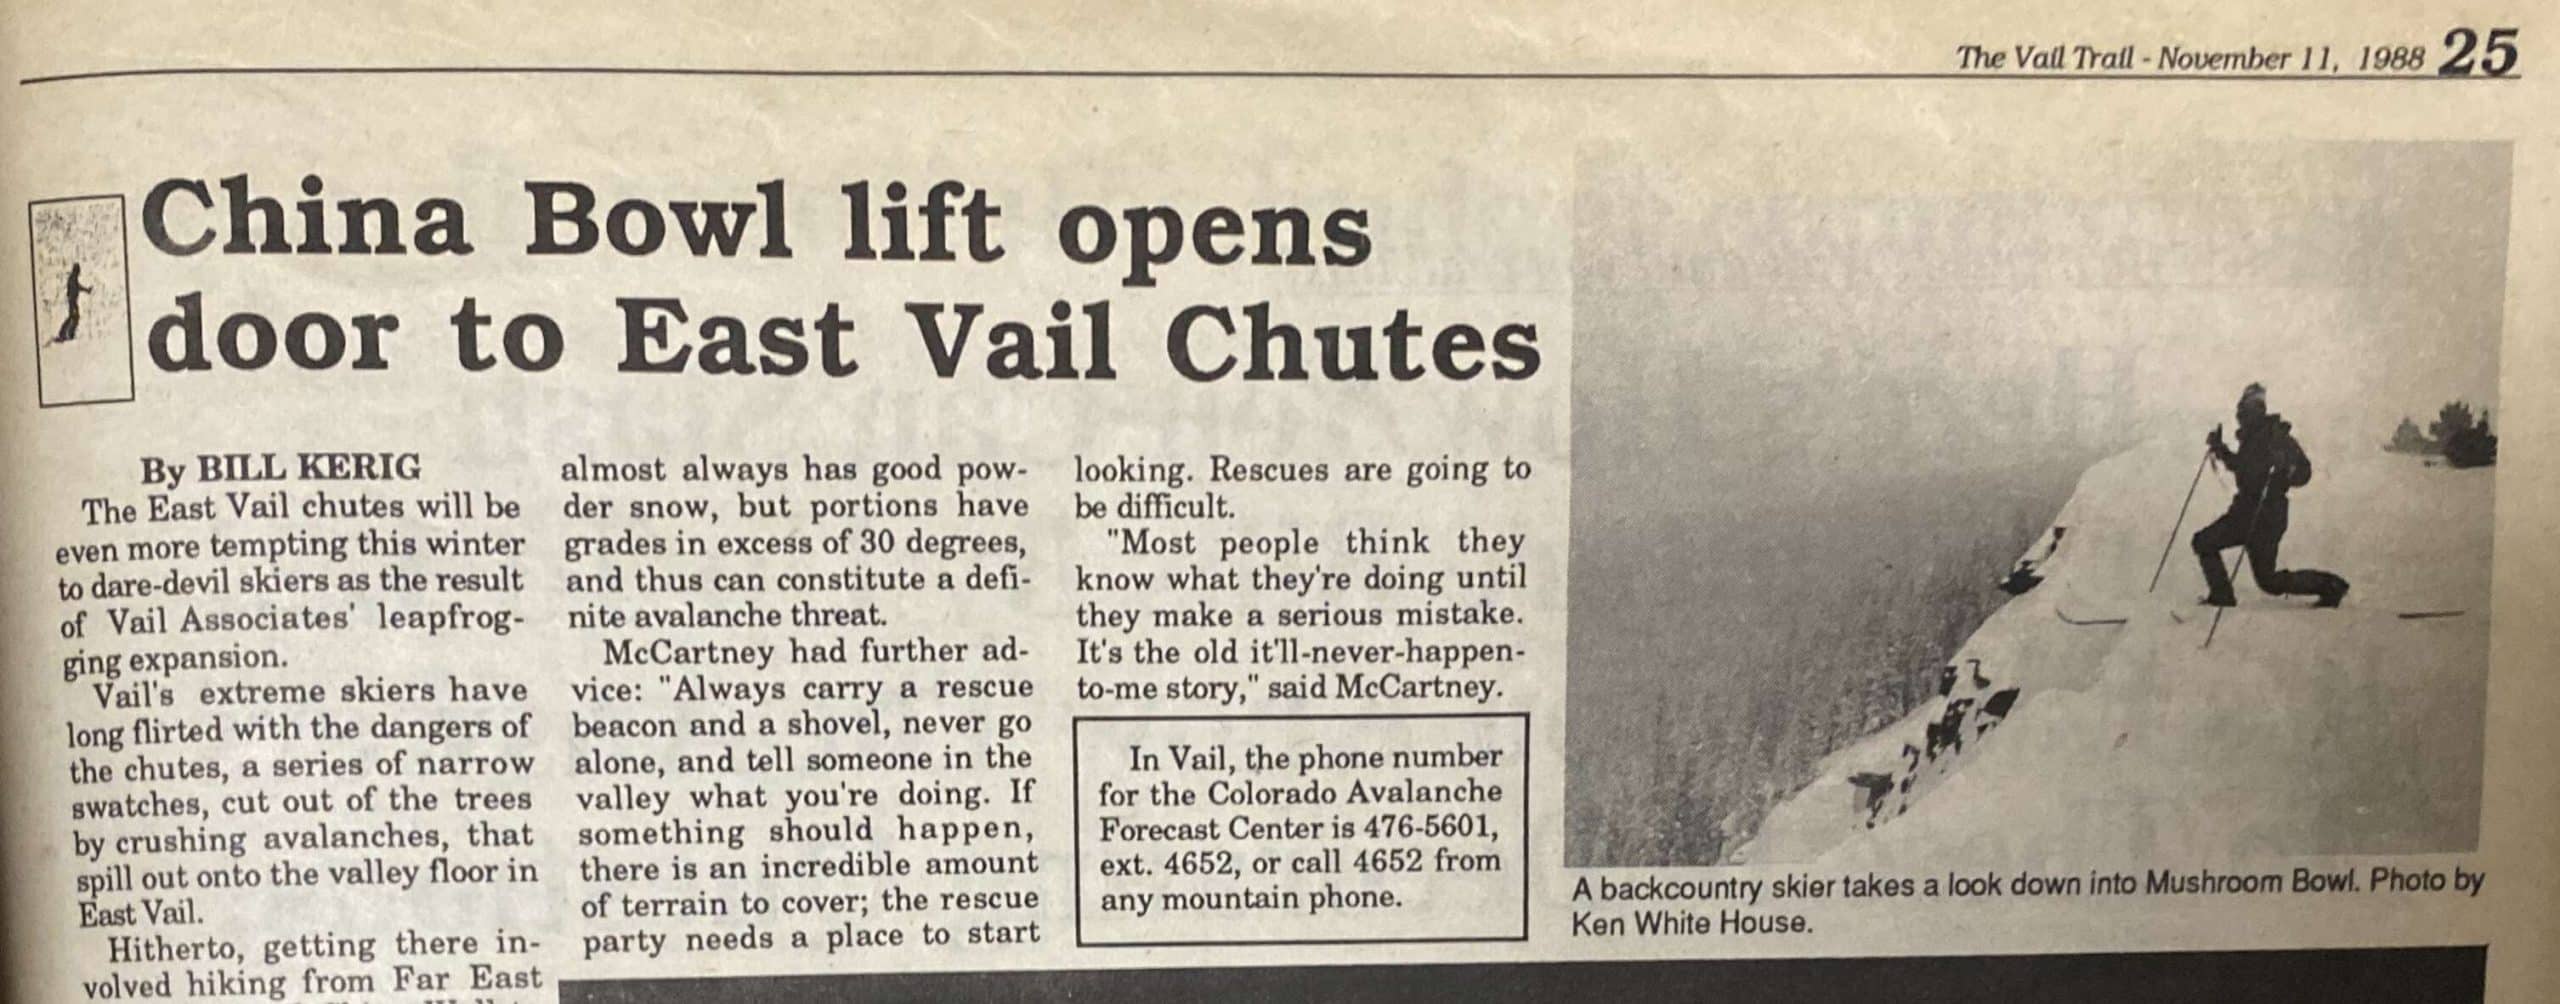 The Vail Trail - November 11, 1988 25
China Bowl lift opens
door to East Vail Chutes
By BILL KERIG
The East Vail chutes will be
even more tempting this winter
to dare-devil skiers as the result
of Vail Associates' leapfrog-
ging expansion.
Vail's extreme skiers have
long flirted with the dangers of
the chutes, a series of narrow
swatches, cut out of the trees
by crushing avalanches, that
spill out onto the valley floor in
East Vail.
Hitherto, getting there in-
volved hiking from Far East
almost always has good pow-
der snow, but portions have
grades in excess of 30 degrees,
and thus can constitute a defi-
nite avalanche threat.
McCartney had further ad-
vice: "Always carry a rescue
beacon and a shovel, never go
alone, and tell someone in the
valley what you're doing. If
something should happen,
there is an incredible amount
of terrain to cover; the rescue
party needs a place to start
looking. Rescues are going to
be difficult.
"Most people think they
know what they're doing until
they make a serious mistake.
It's the old it'll-never-happen-
to-me story," said McCartney.
In Vail, the phone number
for the Colorado Avalanche
Forecast Center is 476-5601,
ext. 4652, or call 4652 from
any mountain phone.
A backcountry skier takes a look down into Mushroom Bowl. Photo by
Ken White House.